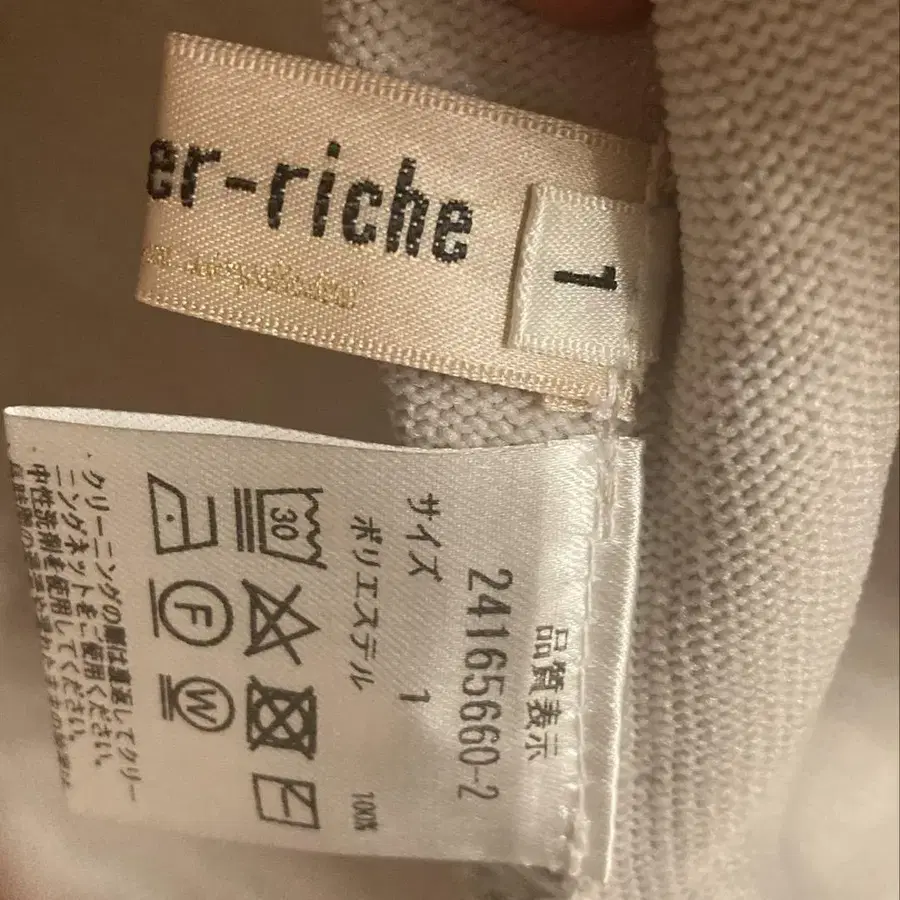 er-riche
1
品質表示
24165660-2
サイズ 1
ポリエステル 100%
30
F
W
クリーニングの際は裏返してクリー
ニングネットをご使用ください。
中性洗剤を使用してください。